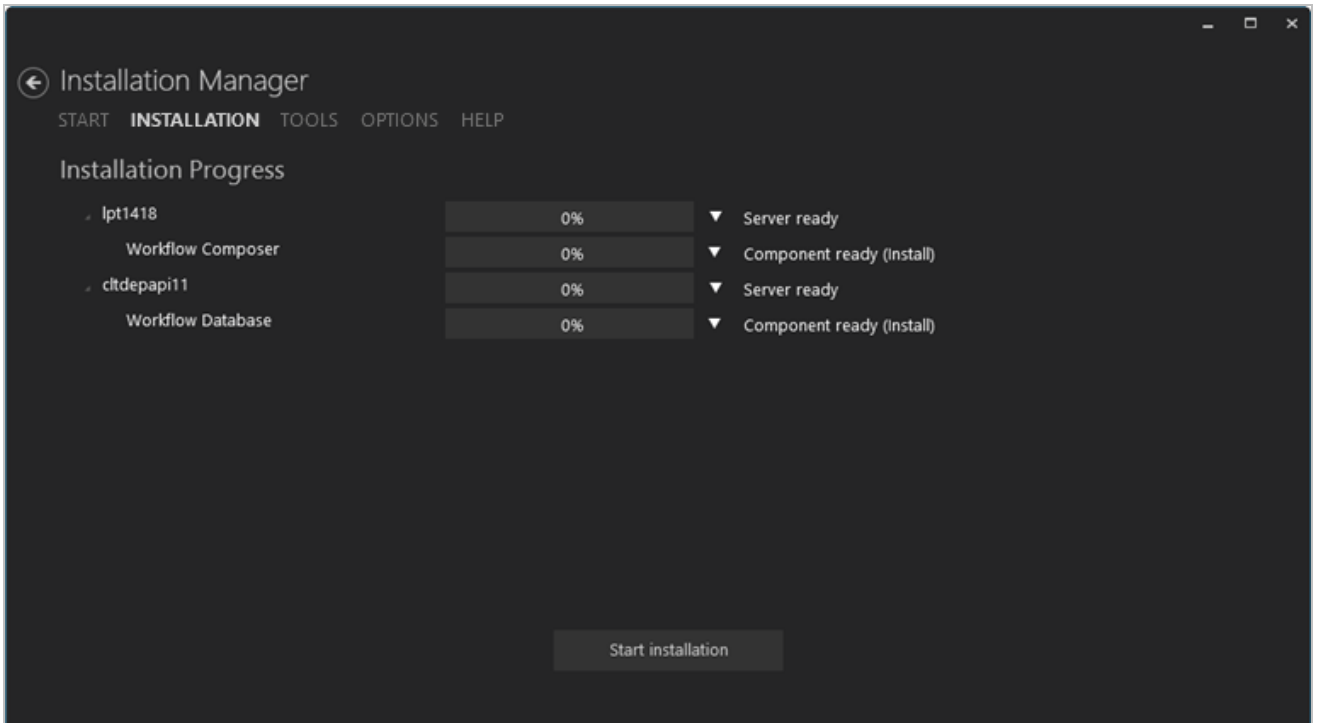 Installation Manager
START INSTALLATION TOOLS OPTIONS HELP
Installation Progress
lpt1418 0% Server ready
Workflow Composer 0% Component ready (Install)
cltdepapi11 0% Server ready
Workflow Database 0% Component ready (Install)
Start installation